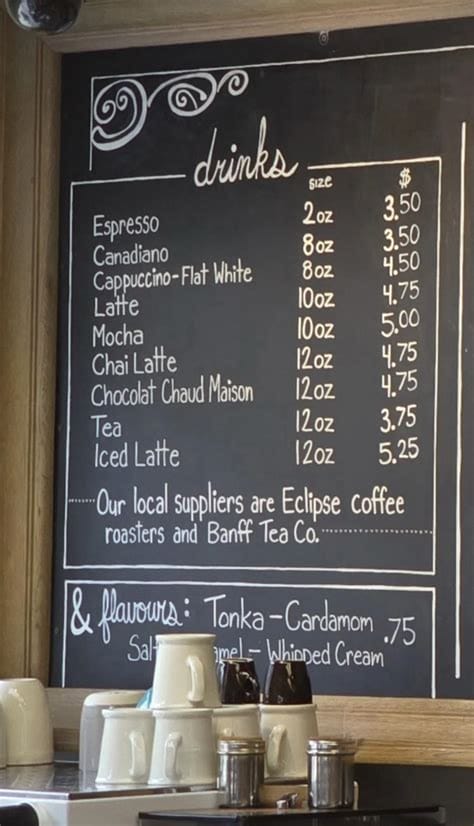 drinks
size $
Espresso 2oz 3.50
Canadiano 8oz 3.50
Cappuccino-Flat White 8oz 4.50
Latte 10oz 4.75
Mocha 10oz 5.00
Chai Latte 12oz 4.75
Chocolat Chaud Maison 12oz 4.75
Tea 12oz 3.75
Iced Latte 12oz 5.25
Our local suppliers are Eclipse coffee
roasters and Banff Tea Co.
& flavours: Tonka-Cardamom .75
Whipped Cream